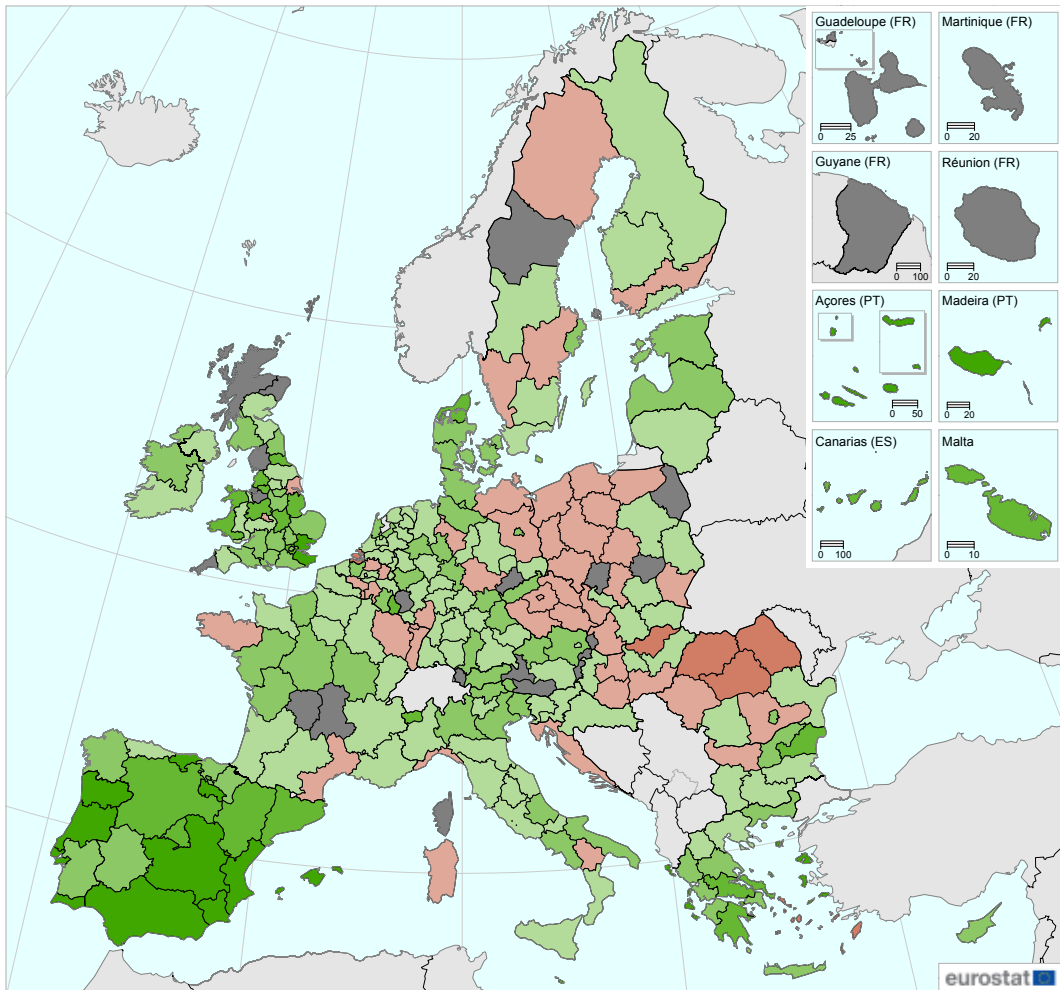 Guadeloupe (FR)
0 25
Martinique (FR)
0 20
Guyane (FR)
0 100
Réunion (FR)
0 20
Açores (PT)
0 50
Madeira (PT)
0 20
Canarias (ES)
0 100
Malta
0 10
eurostat